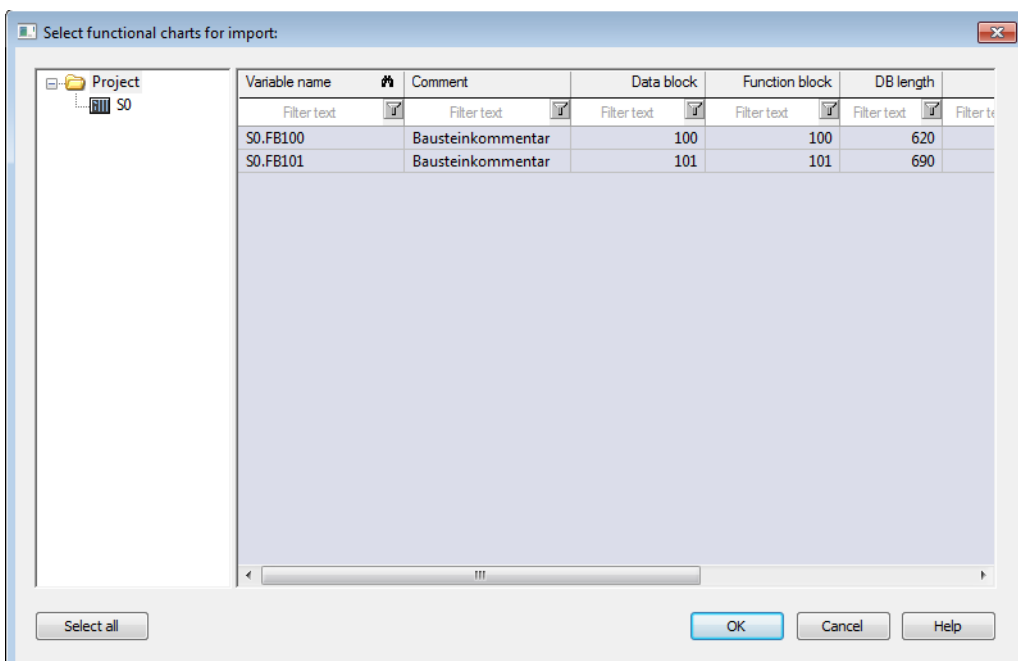 Select functional charts for import:
Project
S0
Variable name Comment Data block Function block DB length
Filter text Filter text Filter text Filter text Filter text Filter te
S0.FB100 Bausteinkommentar 100 100 620
S0.FB101 Bausteinkommentar 101 101 690
Select all OK Cancel Help